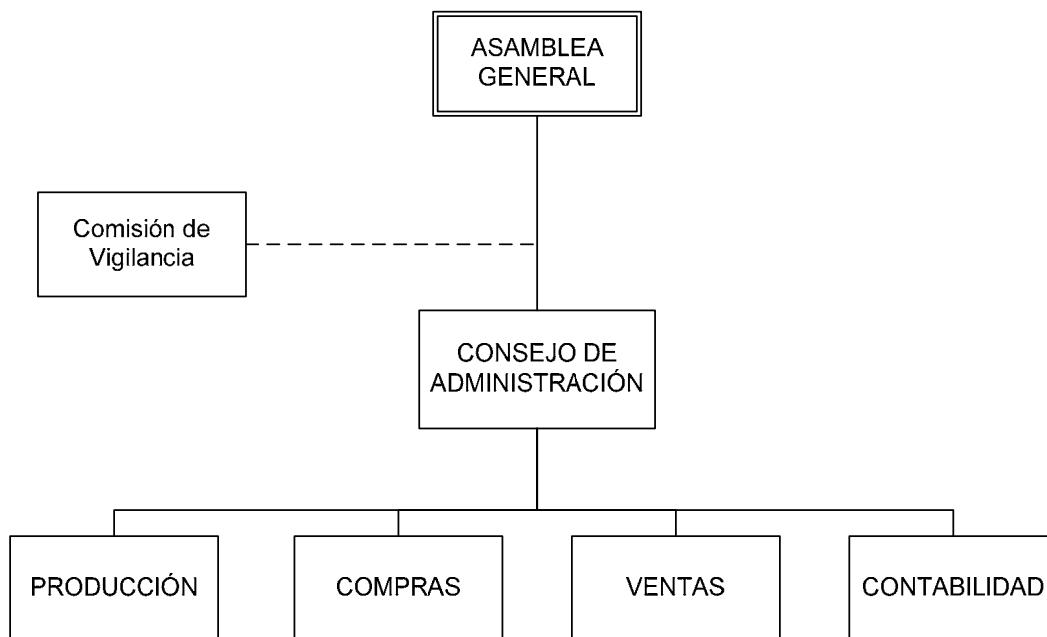 ASAMBLEA
GENERAL
Comisión de
Vigilancia
CONSEJO DE
ADMINISTRACIÓN
PRODUCCIÓN
COMPRAS
VENTAS
CONTABILIDAD